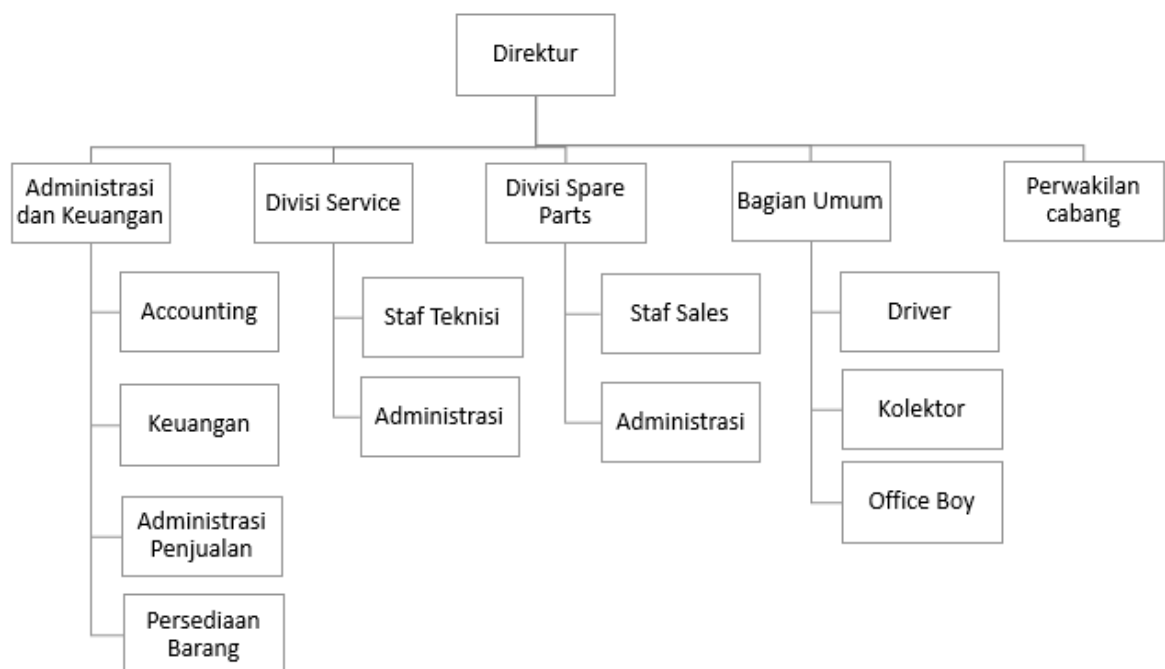 Direktur
Administrasi
dan Keuangan
Divisi Service
Divisi Spare
Parts
Bagian Umum
Perwakilan
cabang
Accounting
Keuangan
Administrasi
Penjualan
Persediaan
Barang
Staf Teknisi
Administrasi
Staf Sales
Administrasi
Driver
Kolektor
Office Boy